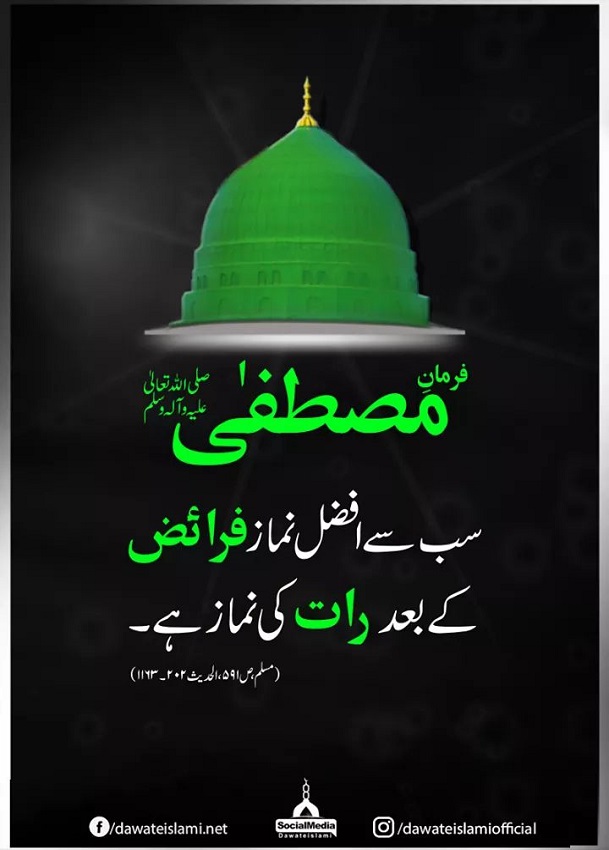 فرمانِ مصطفیٰ صلی اللہ تعالیٰ علیہ وآلہ وسلم
سب سے افضل نماز فرائض
کے بعد رات کی نماز ہے۔
(مسلم، ص۵۹۱، الحدیث ۲۰۲۔۱۱۶۳)
/dawateislami.net
SocialMedia
Dawateislami
/dawateislamiofficial